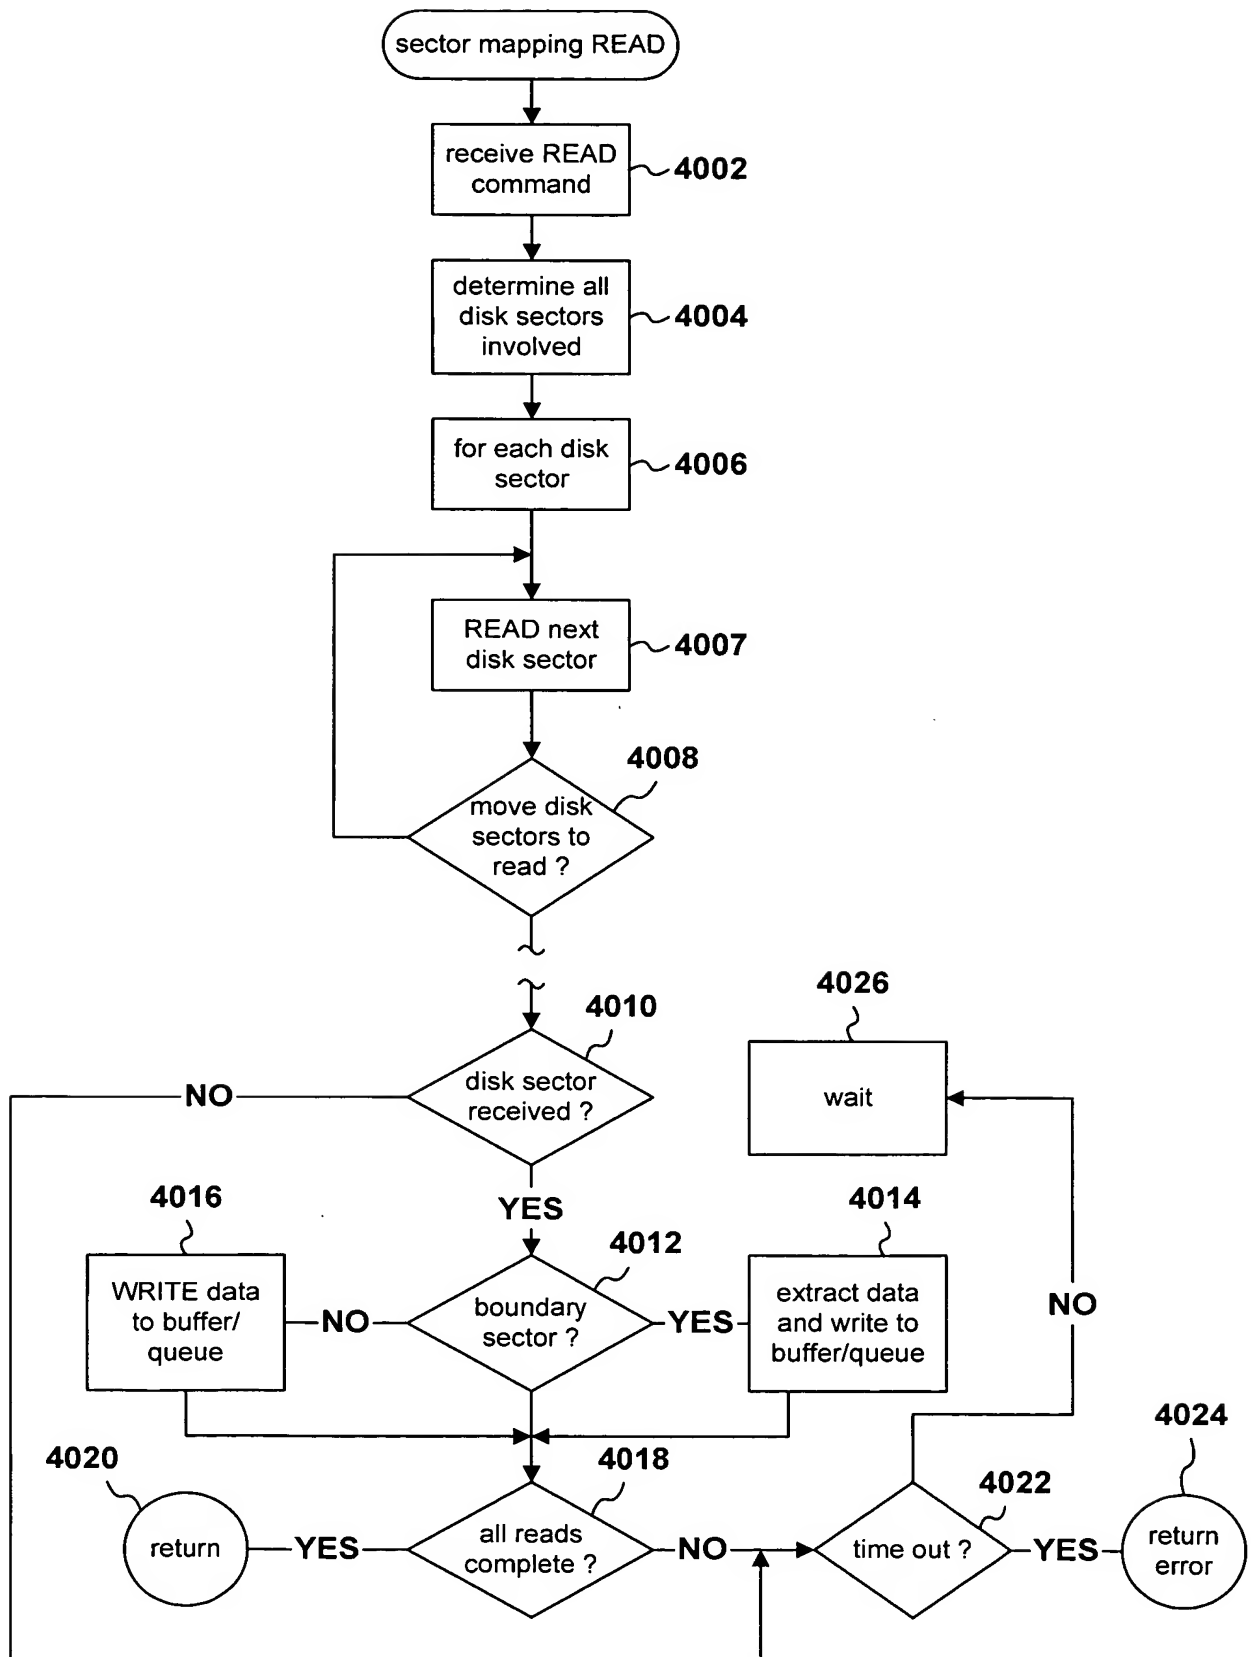 sector mapping READ
receive READ
command
4002
determine all
disk sectors
involved
4004
for each disk
sector
4006
READ next
disk sector
4007
4008
move disk
sectors to
read ?
4010
disk sector
received ?
NO
YES
4026
wait
4016
WRITE data
to buffer/
queue
NO
4012
boundary
sector ?
YES
4014
extract data
and write to
buffer/queue
NO
4020
return
YES
4018
all reads
complete ?
NO
4022
time out ?
YES
4024
return
error